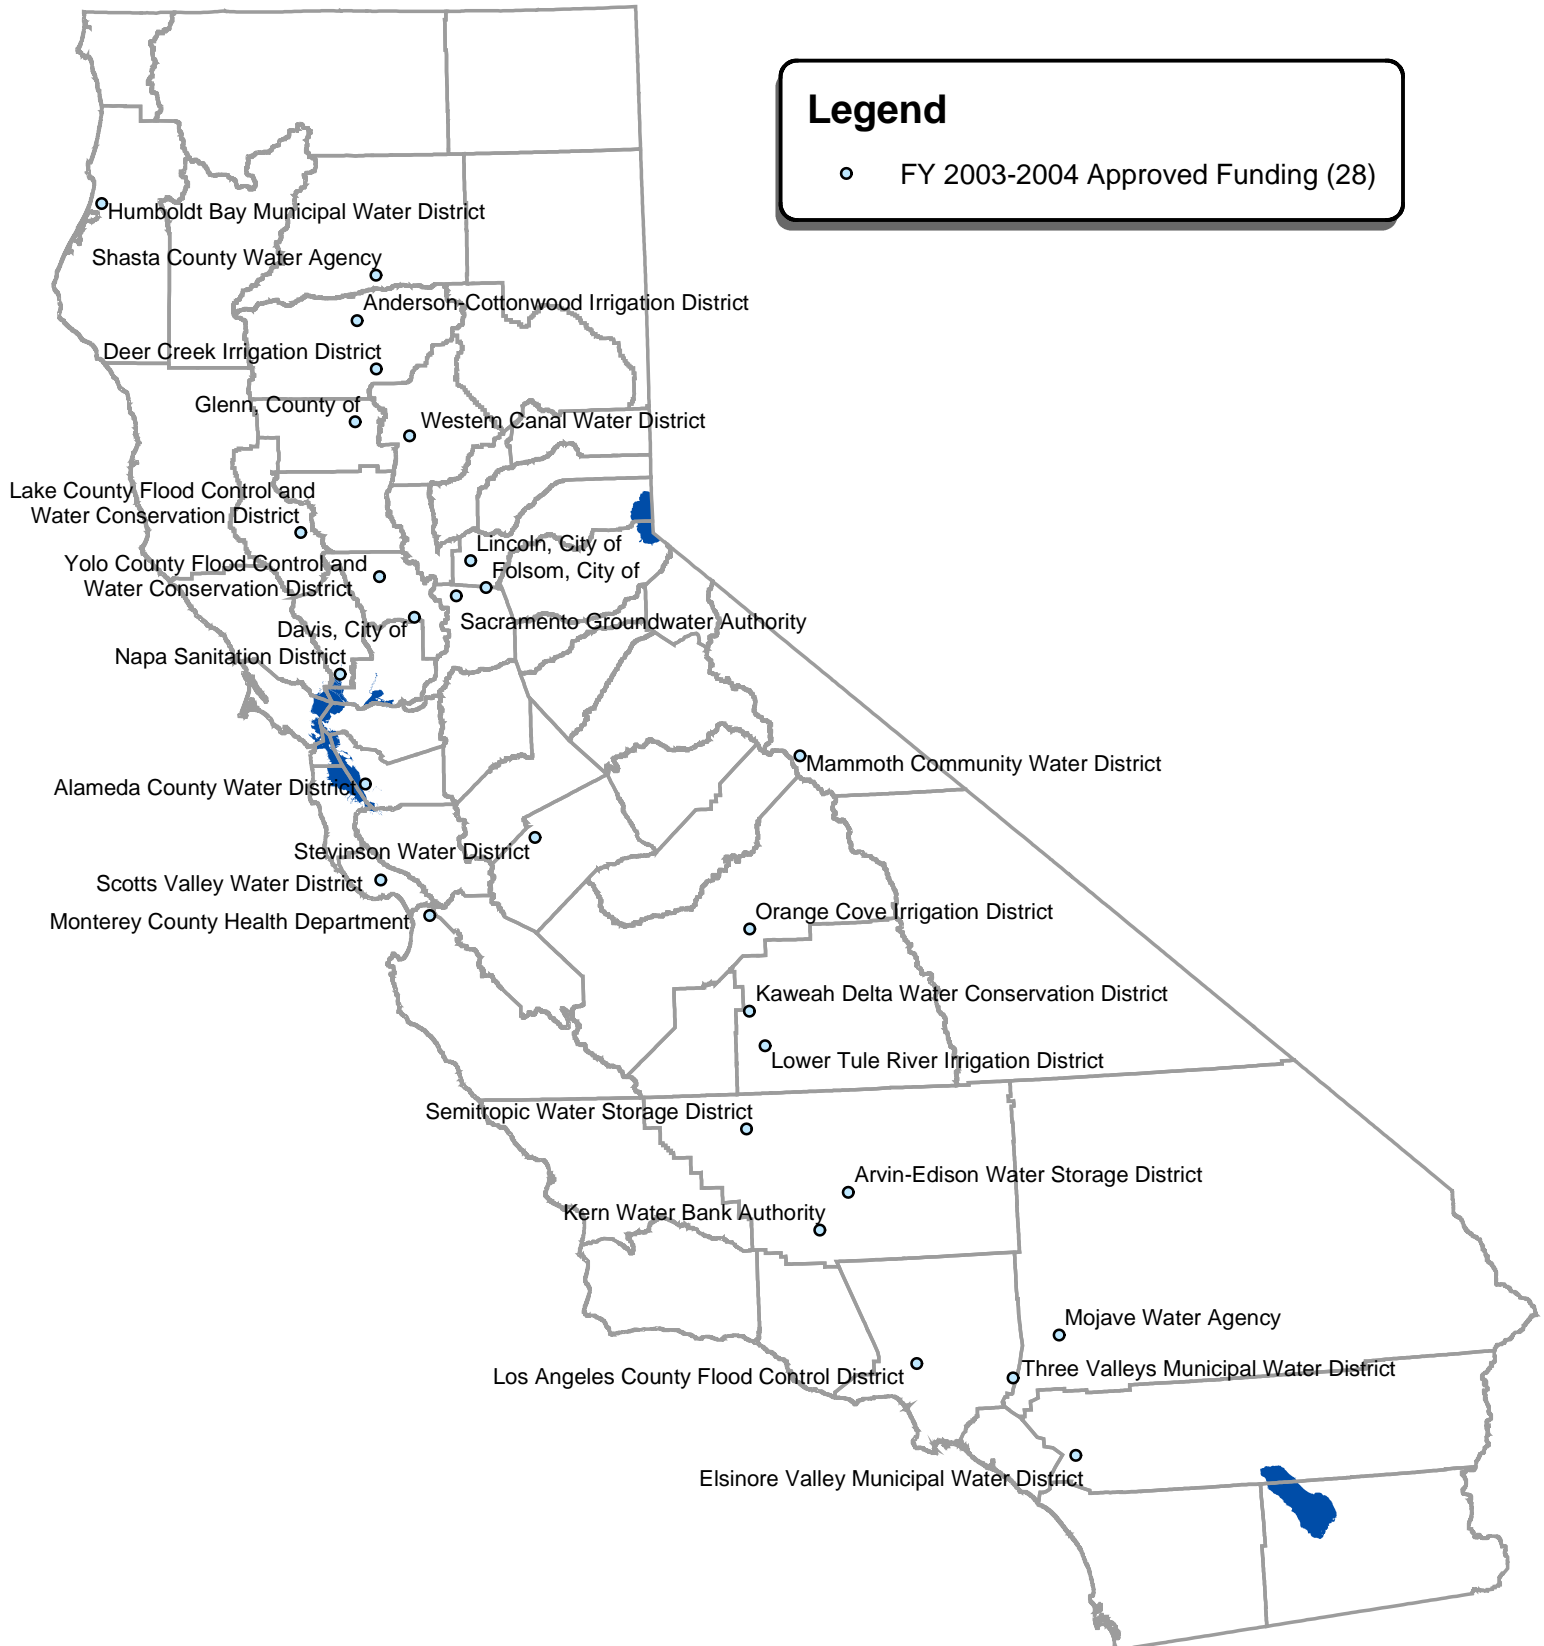 Legend
FY 2003-2004 Approved Funding (28)
Humboldt Bay Municipal Water District
Shasta County Water Agency
Anderson-Cottonwood Irrigation District
Deer Creek Irrigation District
Glenn, County of
Western Canal Water District
Lake County Flood Control and
Water Conservation District
Lincoln, City of
Yolo County Flood Control and
Water Conservation District
Folsom, City of
Sacramento Groundwater Authority
Davis, City of
Napa Sanitation District
Mammoth Community Water District
Alameda County Water District
Stevinson Water District
Scotts Valley Water District
Monterey County Health Department
Orange Cove Irrigation District
Kaweah Delta Water Conservation District
Lower Tule River Irrigation District
Semitropic Water Storage District
Arvin-Edison Water Storage District
Kern Water Bank Authority
Mojave Water Agency
Three Valleys Municipal Water District
Los Angeles County Flood Control District
Elsinore Valley Municipal Water District